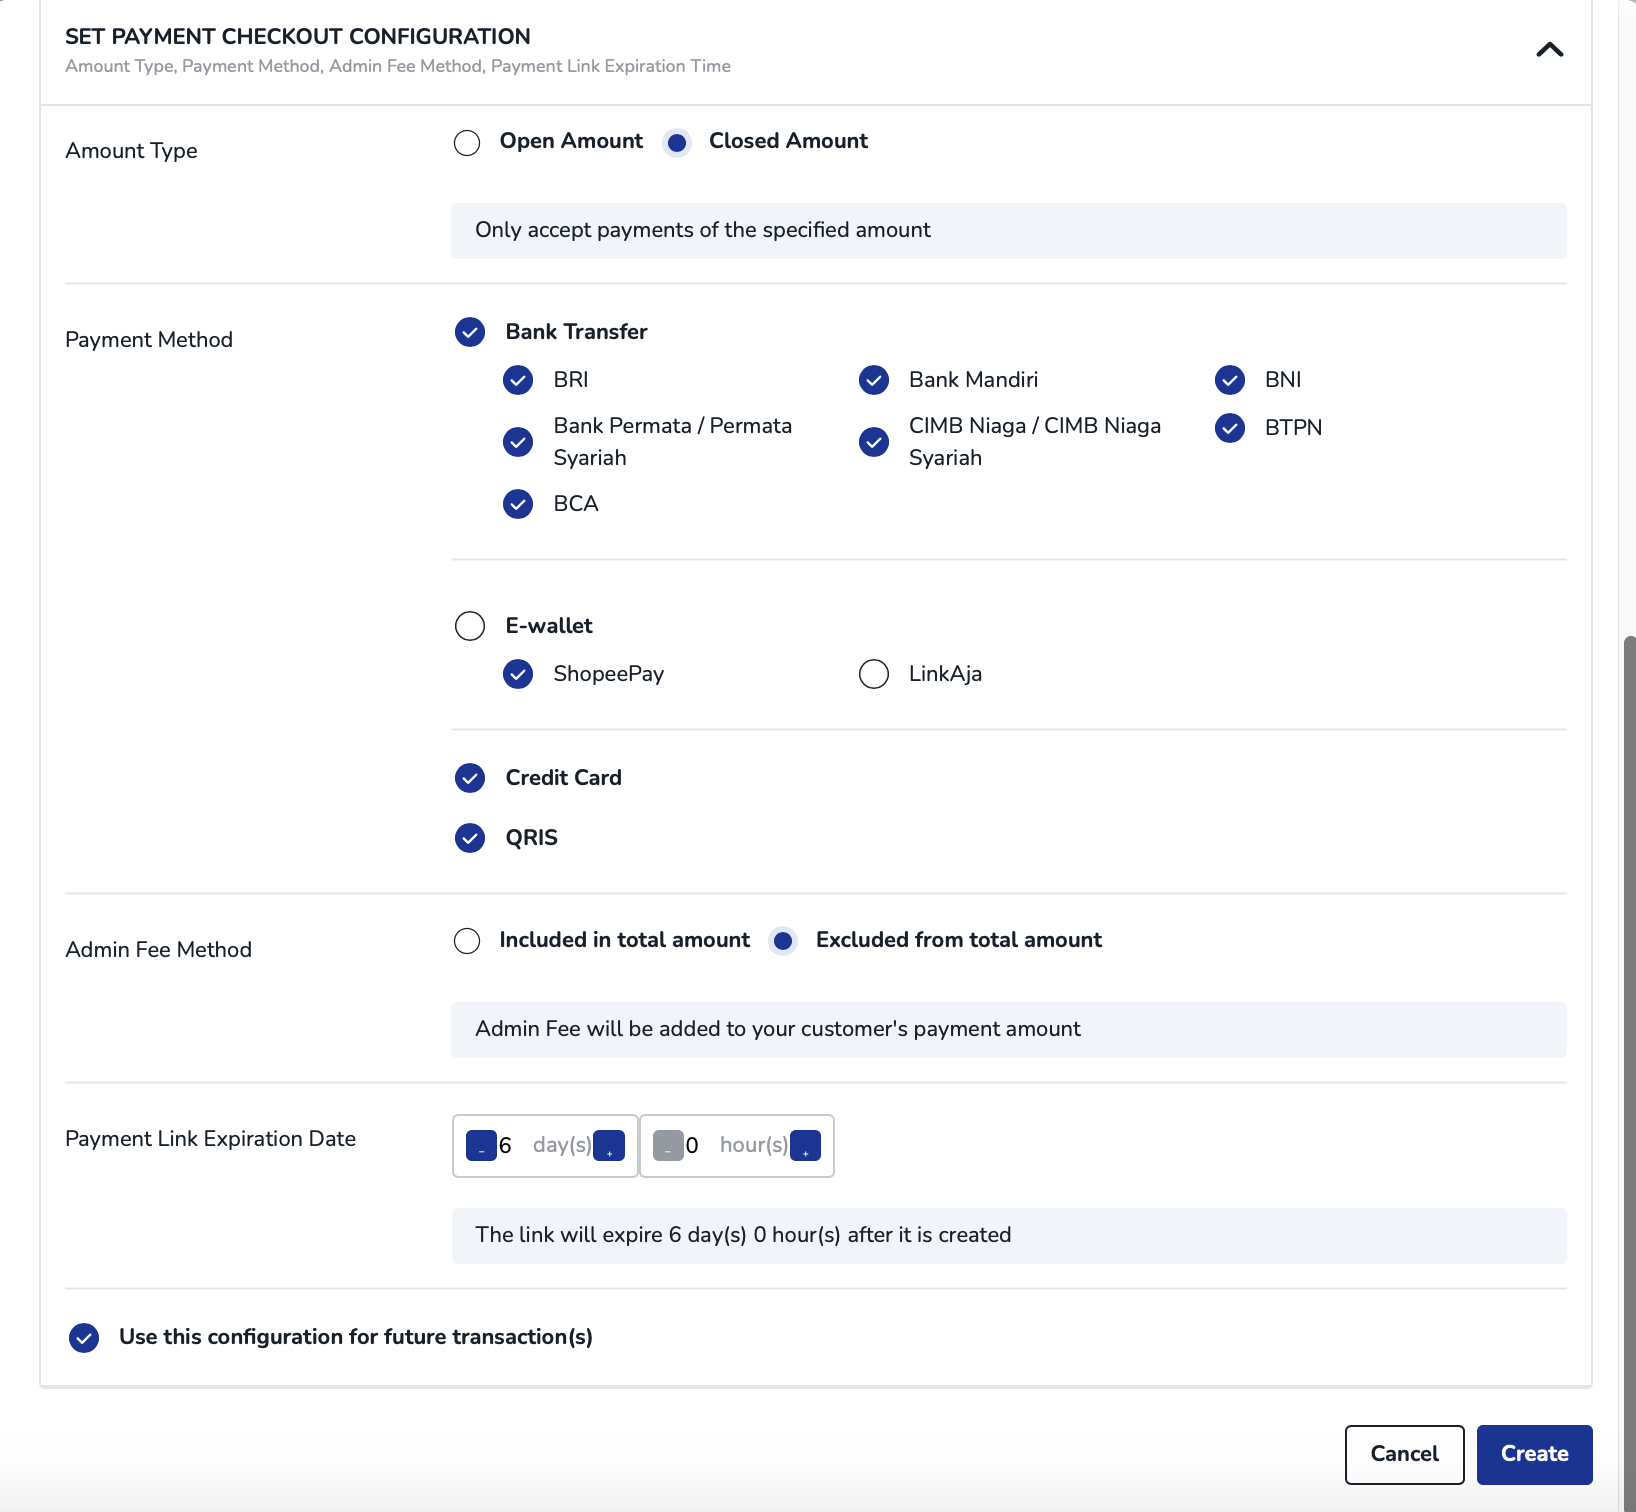 SET PAYMENT CHECKOUT CONFIGURATION
Amount Type, Payment Method, Admin Fee Method, Payment Link Expiration Time
Amount Type
Open Amount
Closed Amount
Only accept payments of the specified amount
Payment Method
Bank Transfer
BRI
Bank Mandiri
BNI
Bank Permata / Permata
Syariah
CIMB Niaga / CIMB Niaga
Syariah
BTPN
BCA
E-wallet
ShopeePay
LinkAja
Credit Card
QRIS
Admin Fee Method
Included in total amount
Excluded from total amount
Admin Fee will be added to your customer's payment amount
Payment Link Expiration Date
- 6 day(s) +
- 0 hour(s) +
The link will expire 6 day(s) 0 hour(s) after it is created
Use this configuration for future transaction(s)
Cancel
Create